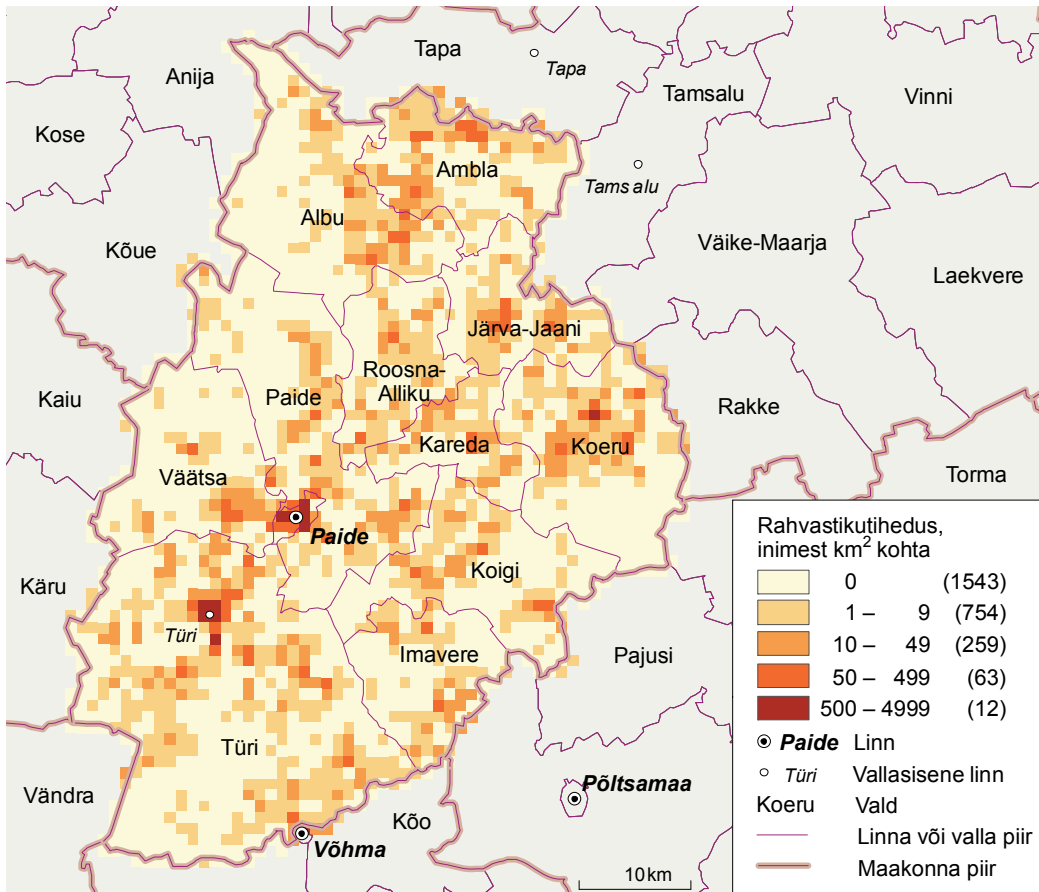 Tapa
Tapa
Anija
Tamsalu
Vinni
Kose
Ambla
Tamsalu
Albu
Kõue
Väike-Maarja
Laekvere
Järva-Jaani
Roosna-
Alliku
Paide
Kaiu
Rakke
Kareda
Koeru
Väätsa
Torma
Paide
Koigi
Käru
Türi
Imavere
Pajusi
Türi
Vändra
Kõo
Põltsamaa
Võhma
10 km
Rahvastikutihedus,
inimest km² kohta
0 (1543)
1 – 9 (754)
10 – 49 (259)
50 – 499 (63)
500 – 4999 (12)
Paide Linn
Türi Vallasisene linn
Koeru Vald
Linna või valla piir
Maakonna piir